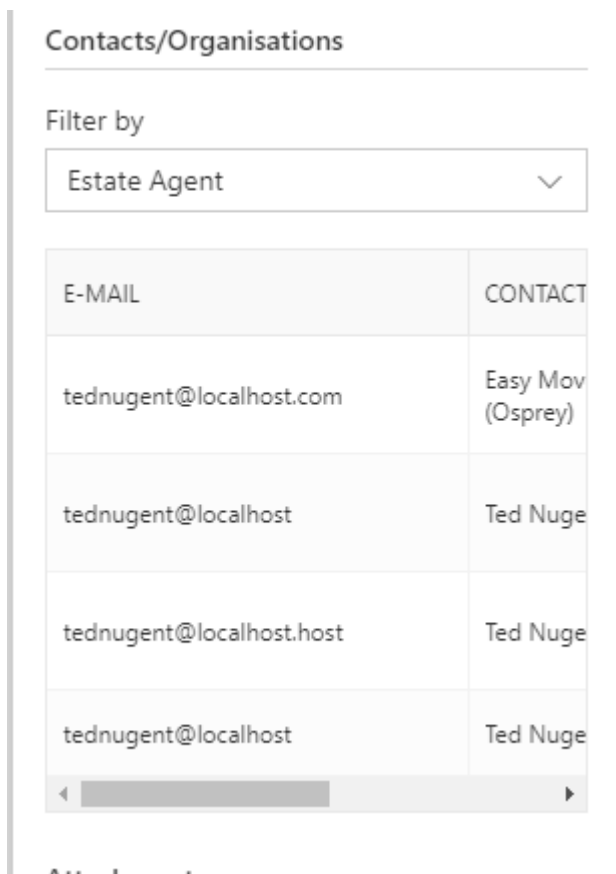 Contacts/Organisations
Filter by
Estate Agent
E-MAIL CONTACT
tednugent@localhost.com Easy Mov
(Osprey)
tednugent@localhost Ted Nuge
tednugent@localhost.host Ted Nuge
tednugent@localhost Ted Nuge